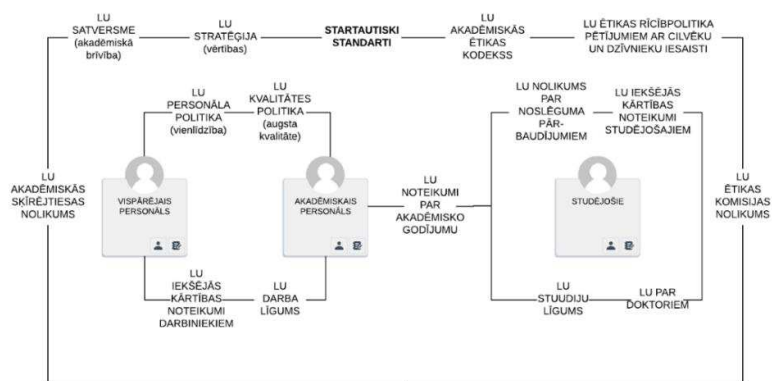 LU
SATVERSME
(akadēmiskā
brīvība)
LU
STRATĒĢIJA
(vērtības)
STARTAUTISKI
STANDARTI
LU
AKADĒMISKĀS
ĒTIKAS
KODEKSS
LU ĒTIKAS RĪCĪBPOLITIKA
PĒTĪJUMIEM AR CILVĒKU
UN DZĪVNIEKU IESAISTI
LU
PERSONĀLA
POLITIKA
(vienlīdzība)
LU
KVALITĀTES
POLITIKA
(augsta
kvalitāte)
LU NOLIKUMS
PAR
NOSLĒGUMA
PĀR-
BAUDĪJUMIEM
LU IEKŠĒJĀS
KĀRTĪBAS
NOTEIKUMI
STUDĒJOŠAJIEM
LU
AKADĒMISKĀS
ŠĶĪRĒJTIESAS
NOLIKUMS
VISPĀRĒJAIS
PERSONĀLS
AKADĒMISKAIS
PERSONĀLS
LU
NOTEIKUMI
PAR
AKADĒMISKO
GODĪJUMU
STUDĒJOŠIE
LU
ĒTIKAS
KOMISIJAS
NOLIKUMS
LU
IEKŠĒJĀS
KĀRTĪBAS
NOTEIKUMI
DARBINIEKIEM
LU
DARBA
LĪGUMS
LU
STUUDIJU
LĪGUMS
LU PAR
DOKTORIEM